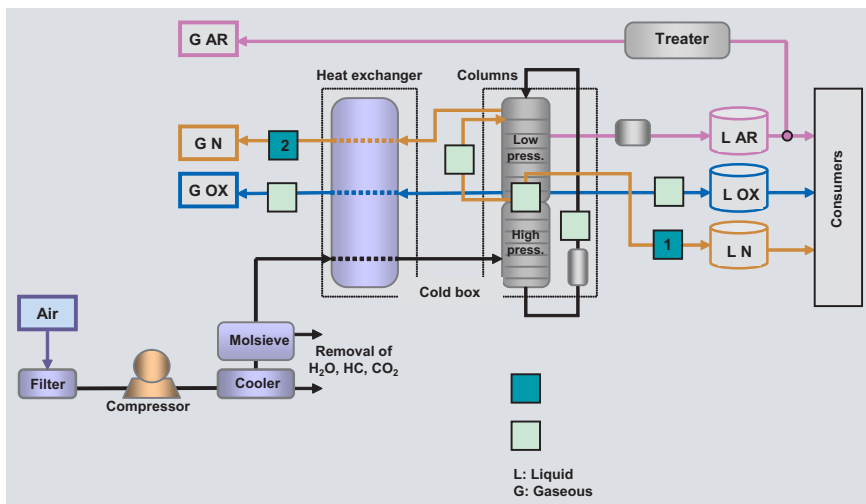 G AR
Treater
Heat exchanger
Columns
G N
2
Low
press.
L AR
G OX
L OX
High
press.
1
L N
Consumers
Cold box
Air
Molsieve
Removal of
H₂O, HC, CO₂
Filter
Compressor
Cooler
L: Liquid
G: Gaseous